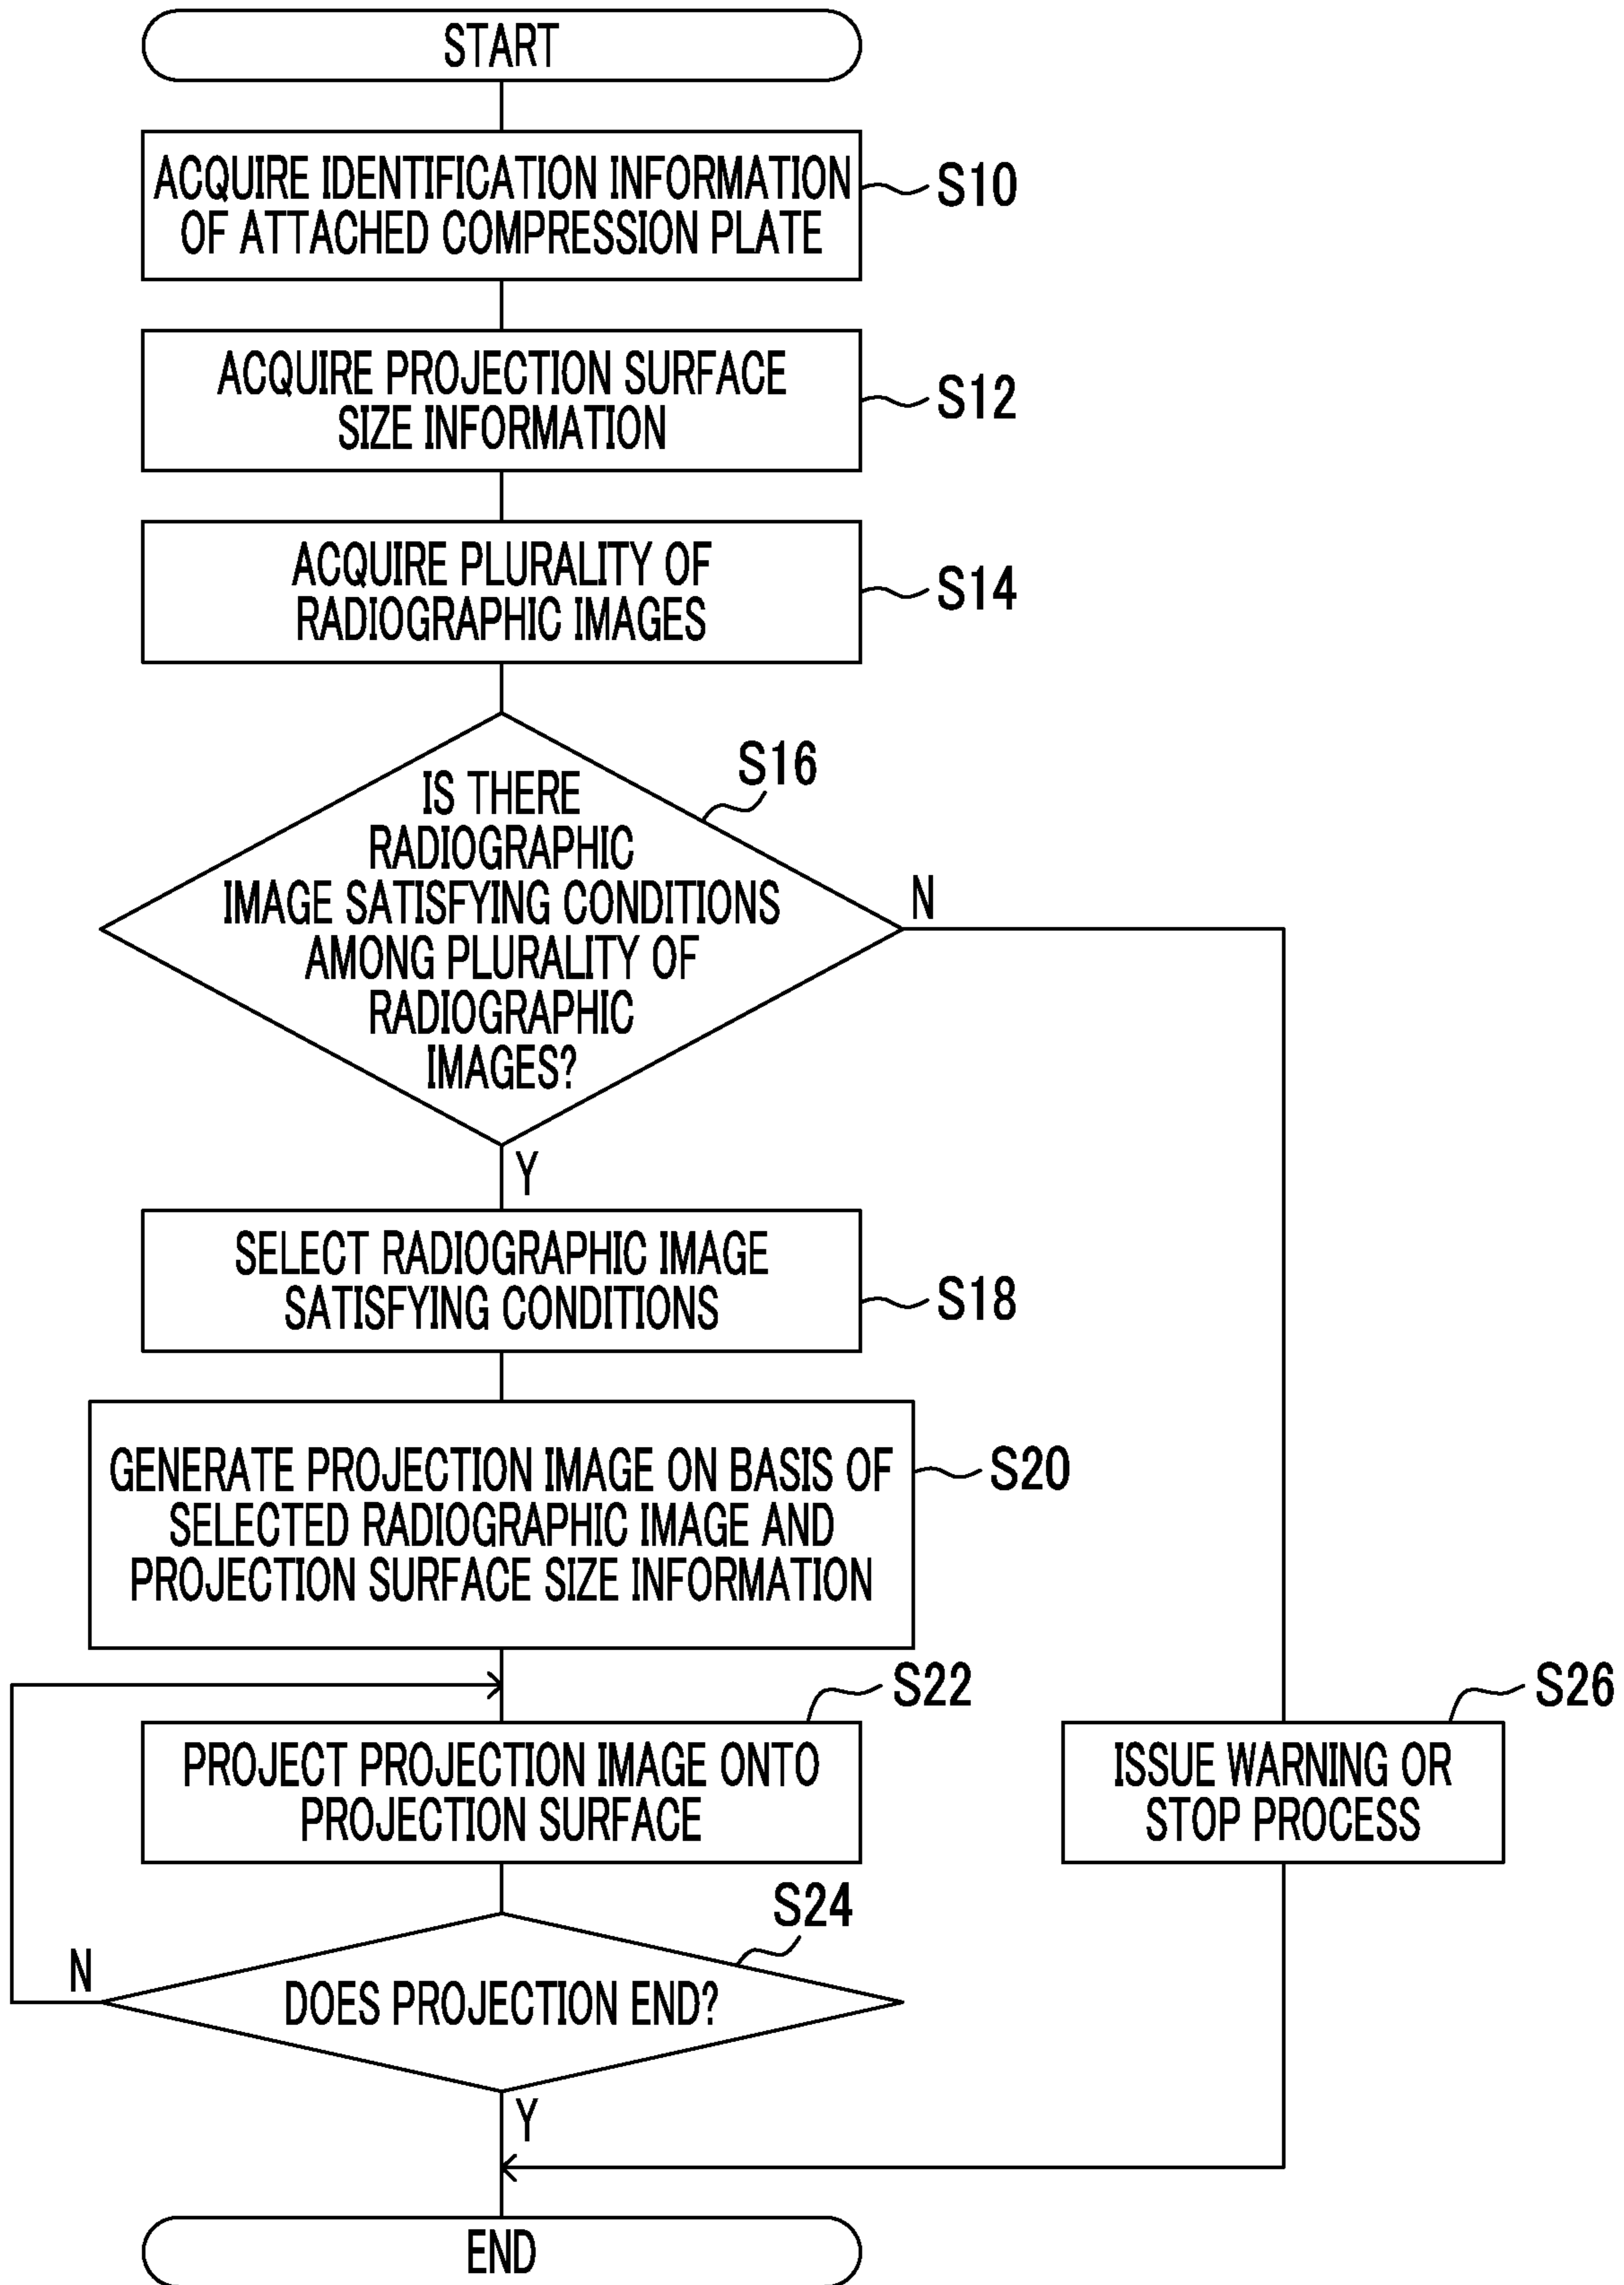 START
ACQUIRE IDENTIFICATION INFORMATION
OF ATTACHED COMPRESSION PLATE
S10
ACQUIRE PROJECTION SURFACE
SIZE INFORMATION
S12
ACQUIRE PLURALITY OF
RADIOGRAPHIC IMAGES
S14
S16
IS THERE
RADIOGRAPHIC
IMAGE SATISFYING CONDITIONS
AMONG PLURALITY OF
RADIOGRAPHIC
IMAGES?
N
Y
SELECT RADIOGRAPHIC IMAGE
SATISFYING CONDITIONS
S18
GENERATE PROJECTION IMAGE ON BASIS OF
SELECTED RADIOGRAPHIC IMAGE AND
PROJECTION SURFACE SIZE INFORMATION
S20
S22
PROJECT PROJECTION IMAGE ONTO
PROJECTION SURFACE
S26
ISSUE WARNING OR
STOP PROCESS
S24
N
DOES PROJECTION END?
Y
END